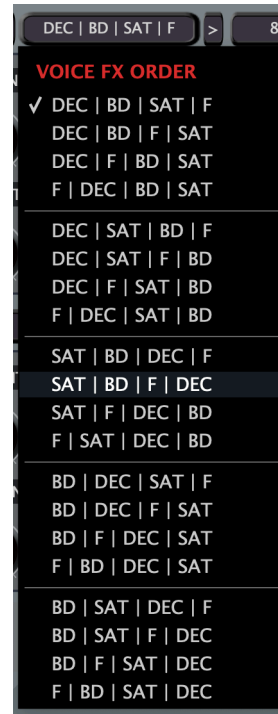 DEC | BD | SAT | F > 8
VOICE FX ORDER
✓ DEC | BD | SAT | F
DEC | BD | F | SAT
DEC | F | BD | SAT
F | DEC | BD | SAT
DEC | SAT | BD | F
DEC | SAT | F | BD
DEC | F | SAT | BD
F | DEC | SAT | BD
SAT | BD | DEC | F
SAT | BD | F | DEC
SAT | F | DEC | BD
F | SAT | DEC | BD
BD | DEC | SAT | F
BD | DEC | F | SAT
BD | F | DEC | SAT
F | BD | DEC | SAT
BD | SAT | DEC | F
BD | SAT | F | DEC
BD | F | SAT | DEC
F | BD | SAT | DEC